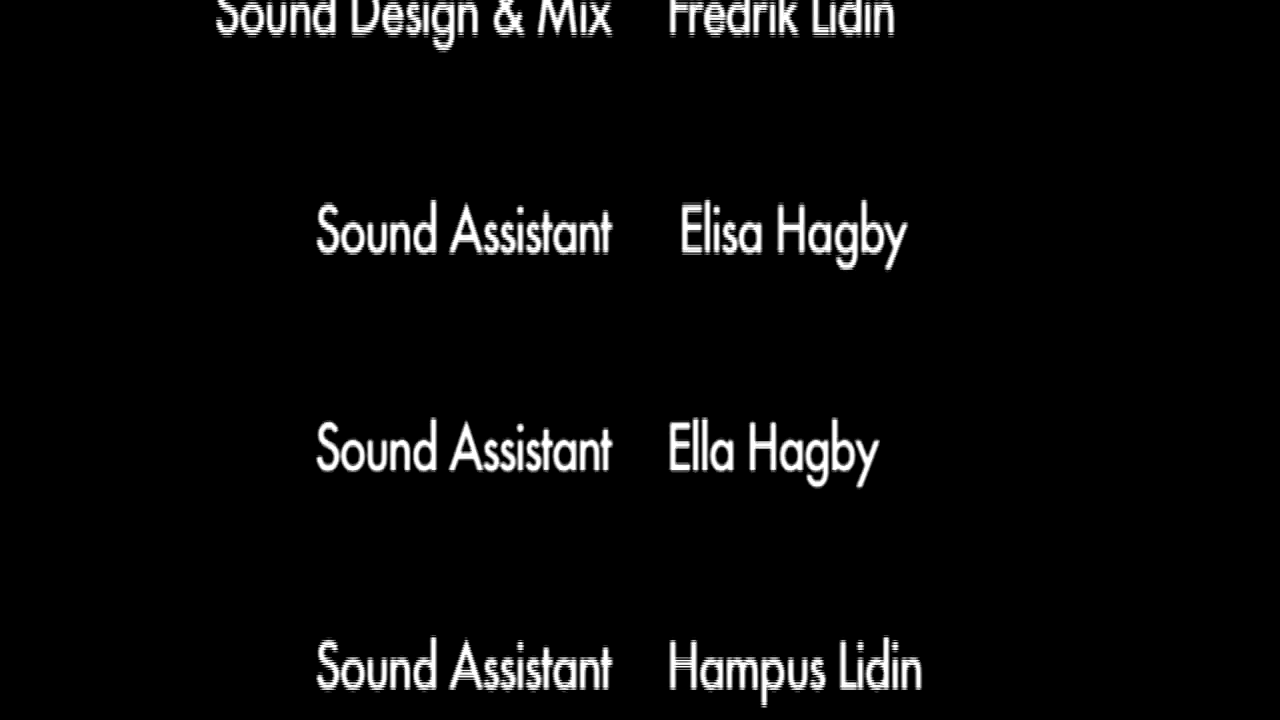 Sound Design & Mix Fredrik Lidin
Sound Assistant Elisa Hagby
Sound Assistant Ella Hagby
Sound Assistant Hampus Lidin